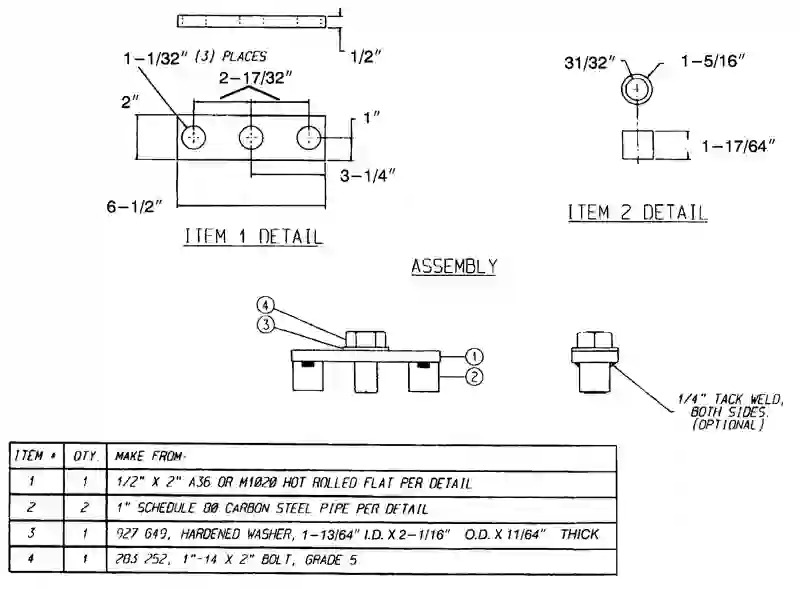 1-1/32" (3) PLACES
2-17/32"
1/2"
2"
1"
3-1/4"
6-1/2"
ITEM 1 DETAIL
31/32"
1-5/16"
1-17/64"
ITEM 2 DETAIL
ASSEMBLY
4
3
1
2
1/4" TACK WELD,
BOTH SIDES.
(OPTIONAL)
ITEM # QTY. MAKE FROM:
1 1 1/2" X 2" A36 OR M1020 HOT ROLLED FLAT PER DETAIL
2 2 1" SCHEDULE 80 CARBON STEEL PIPE PER DETAIL
3 1 927 649, HARDENED WASHER, 1-13/64" I.D. X 2-1/16" O.D. X 11/64" THICK
4 1 283 252, 1"-14 X 2" BOLT, GRADE 5